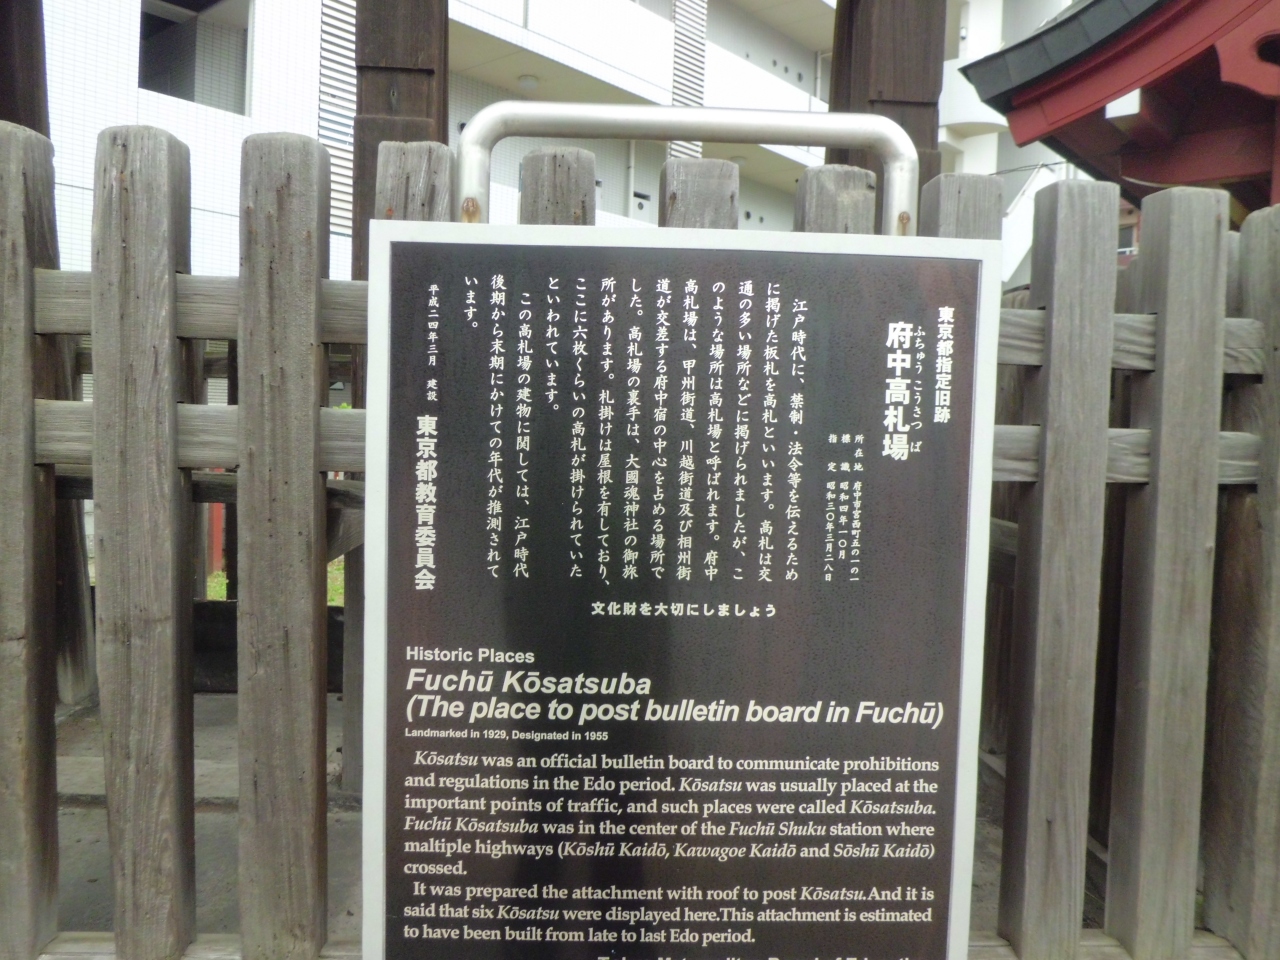 東京都指定旧跡
府中高札場
ふちゅう こうさつ ば
所在地 府中市宮西町五の一の一
標識 昭和四年一〇月
指定 昭和三〇年三月二八日
江戸時代に、禁制・法令等を伝えるため
に掲げた板札を高札といいます。高札は交
通の多い場所などに掲げられましたが、こ
のような場所は高札場と呼ばれます。府中
高札場は、甲州街道、川越街道及び相州街
道が交差する府中宿の中心を占める場所で
した。高札場の裏手は、大國魂神社の御旅
所があります。札掛けは屋根を有しており、
ここに六枚くらいの高札が掛けられていた
といわれています。
この高札場の建物に関しては、江戸時代
後期から末期にかけての年代が推測されて
います。
平成二四年三月 建設
東京都教育委員会
文化財を大切にしましょう
Historic Places
Fuchū Kōsatsuba
(The place to post bulletin board in Fuchū)
Landmarked in 1929, Designated in 1955
Kōsatsu was an official bulletin board to communicate prohibitions
and regulations in the Edo period. Kōsatsu was usually placed at the
important points of traffic, and such places were called Kōsatsuba.
Fuchū Kōsatsuba was in the center of the Fuchū Shuku station where
maltiple highways (Kōshū Kaidō, Kawagoe Kaidō and Sōshū Kaidō)
crossed.
It was prepared the attachment with roof to post Kōsatsu.And it is
said that six Kōsatsu were displayed here.This attachment is estimated
to have been built from late to last Edo period.